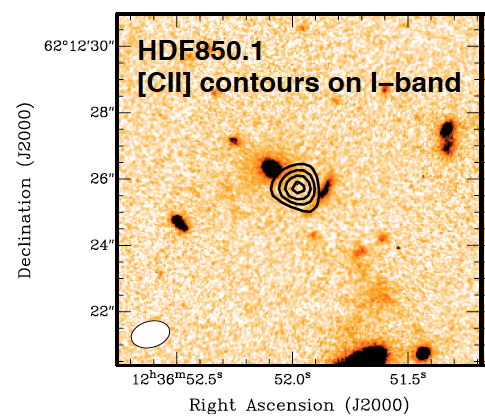 HDF850.1
[CII] contours on I−band
62°12′30″
28″
26″
24″
22″
Declination (J2000)
12ʰ36ᵐ52.5ˢ
52.0ˢ
51.5ˢ
Right Ascension (J2000)